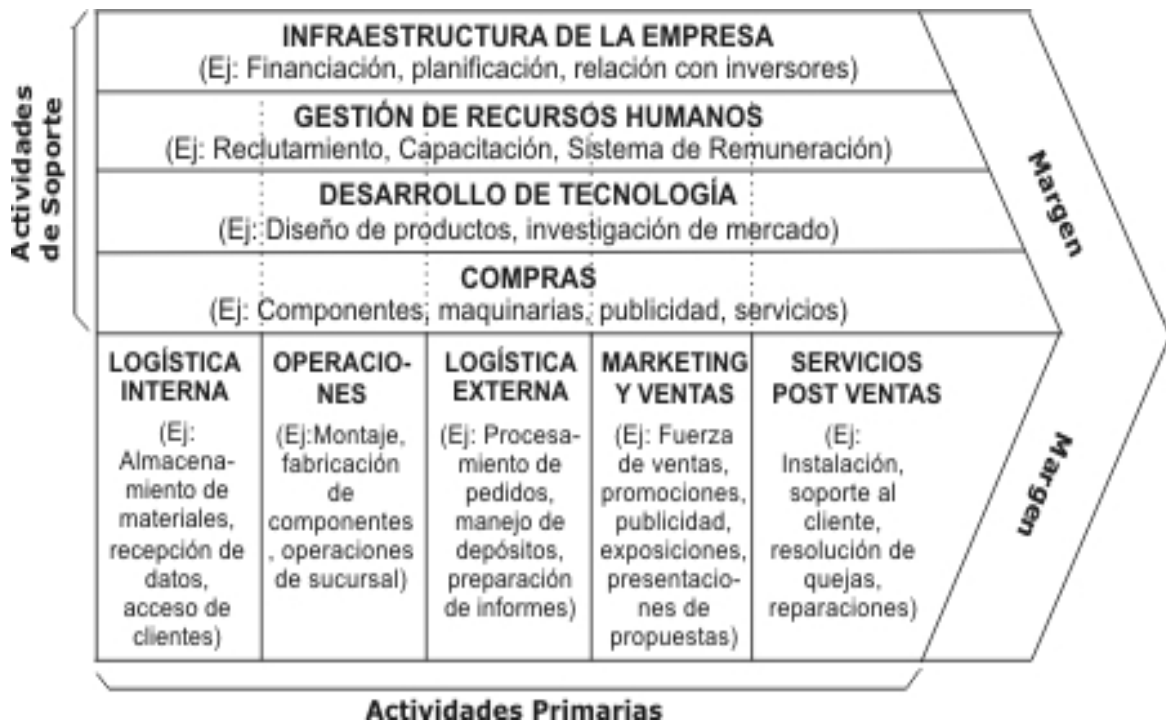 Actividades
de Soporte
INFRAESTRUCTURA DE LA EMPRESA
(Ej: Financiación, planificación, relación con inversores)
GESTIÓN DE RECURSOS HUMANOS
(Ej: Reclutamiento, Capacitación, Sistema de Remuneración)
DESARROLLO DE TECNOLOGÍA
(Ej: Diseño de productos, investigación de mercado)
COMPRAS
(Ej: Componentes, maquinarias, publicidad, servicios)
Margen
LOGÍSTICA
INTERNA
(Ej:
Almacena-
miento de
materiales,
recepción de
datos,
acceso de
clientes)
OPERACIO-
NES
(Ej:Montaje,
fabricación
de
componentes
, operaciones
de sucursal)
LOGÍSTICA
EXTERNA
(Ej: Procesa-
miento de
pedidos,
manejo de
depósitos,
preparación
de informes)
MARKETING
Y VENTAS
(Ej: Fuerza
de ventas,
promociones,
publicidad,
exposiciones,
presentacio-
nes de
propuestas)
SERVICIOS
POST VENTAS
(Ej:
Instalación,
soporte al
cliente,
resolución de
quejas,
reparaciones)
Margen
Actividades Primarias